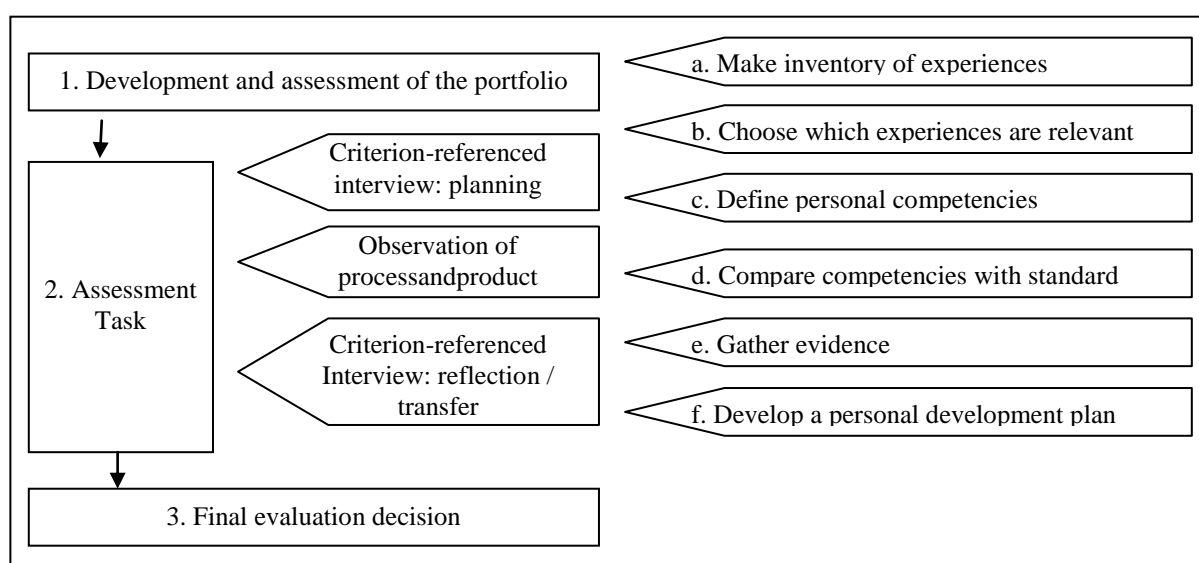 1. Development and assessment of the portfolio
a. Make inventory of experiences
b. Choose which experiences are relevant
c. Define personal competencies
d. Compare competencies with standard
e. Gather evidence
f. Develop a personal development plan
2. Assessment
Task
Criterion-referenced
interview: planning
Observation of
processandproduct
Criterion-referenced
Interview: reflection /
transfer
3. Final evaluation decision